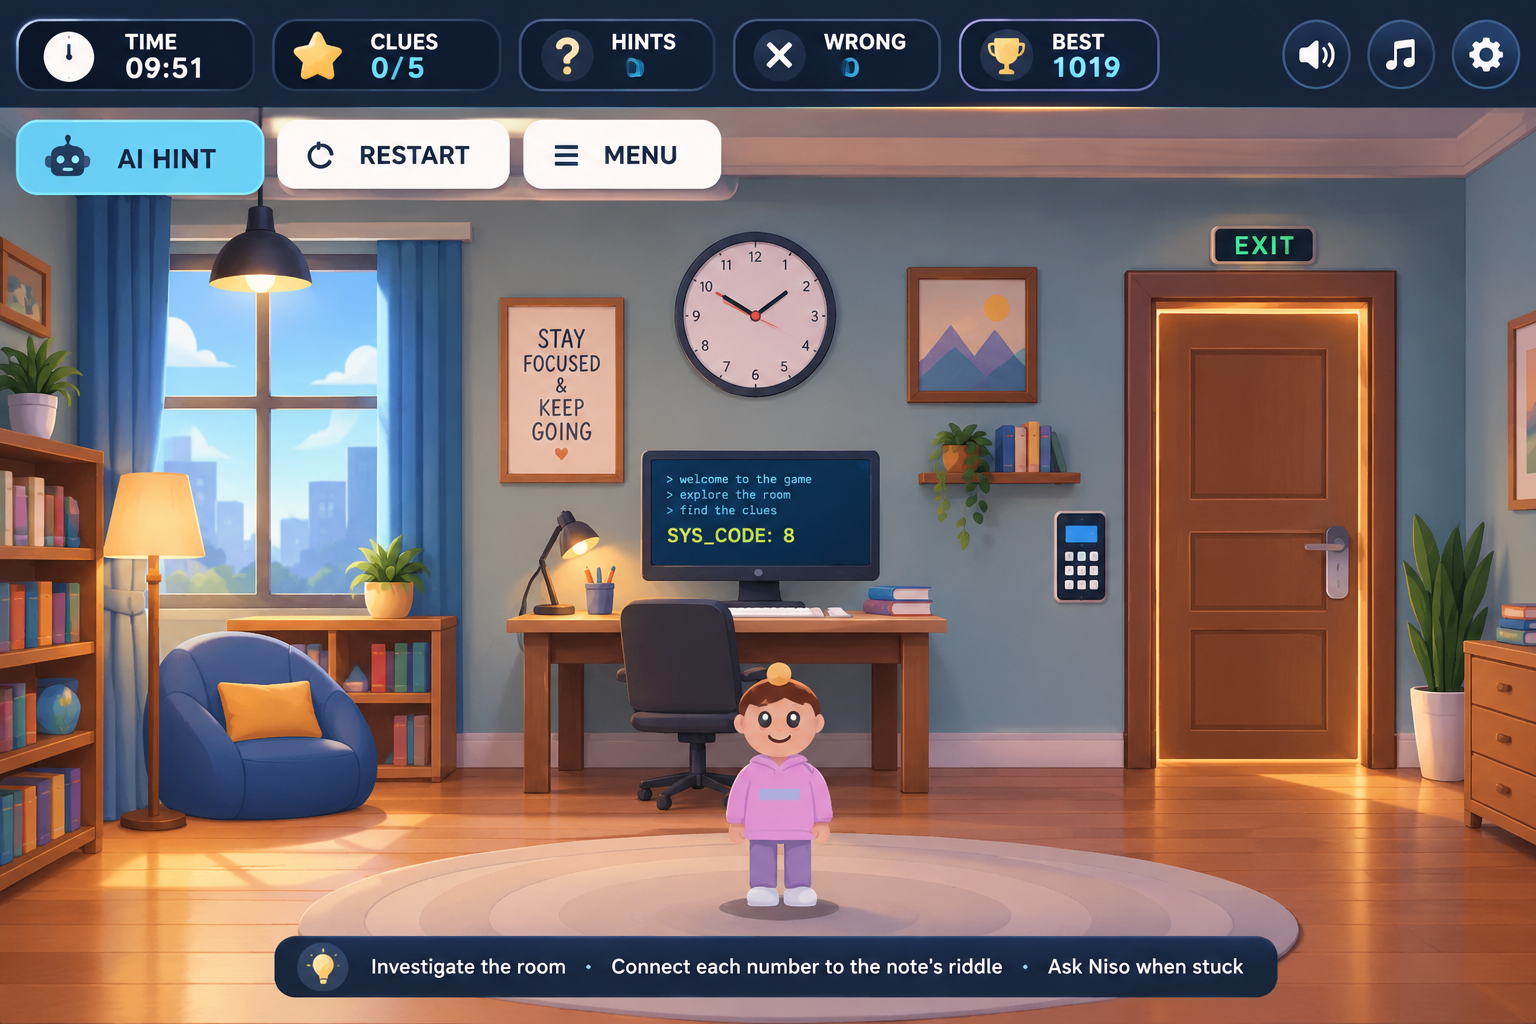 TIME
09:51
CLUES
0/5
HINTS
0
WRONG
0
BEST
1019
AI HINT
RESTART
MENU
EXIT
12
1
2
3
4
5
6
7
8
9
10
11
STAY
FOCUSED
&
KEEP
GOING
> welcome to the game
> explore the room
> find the clues
SYS_CODE: 8
Investigate the room • Connect each number to the note's riddle • Ask Niso when stuck